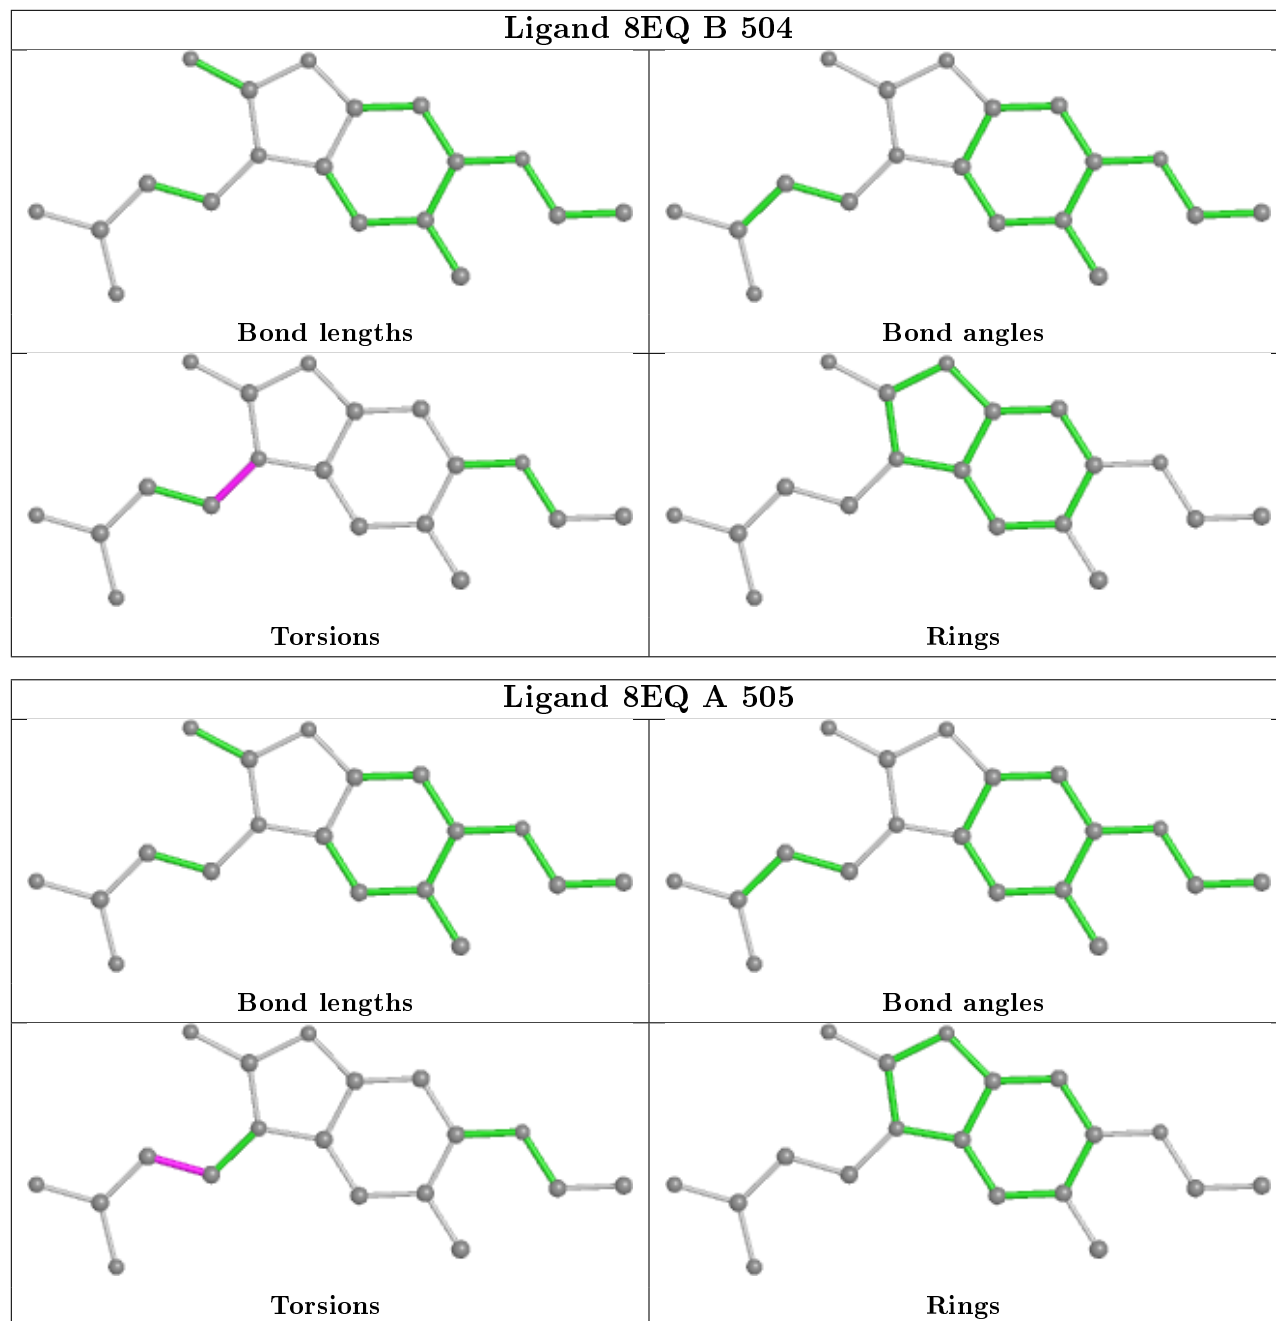 Ligand 8EQ B 504
Bond lengths
Bond angles
Torsions
Rings
Ligand 8EQ A 505
Bond lengths
Bond angles
Torsions
Rings